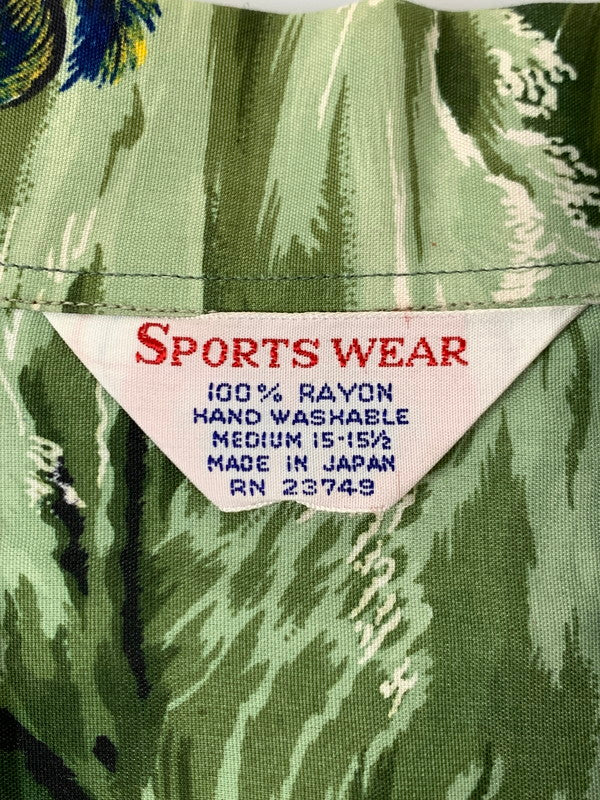 SPORTS WEAR
100% RAYON
HAND WASHABLE
MEDIUM 15-15½
MADE IN JAPAN
RN 23749